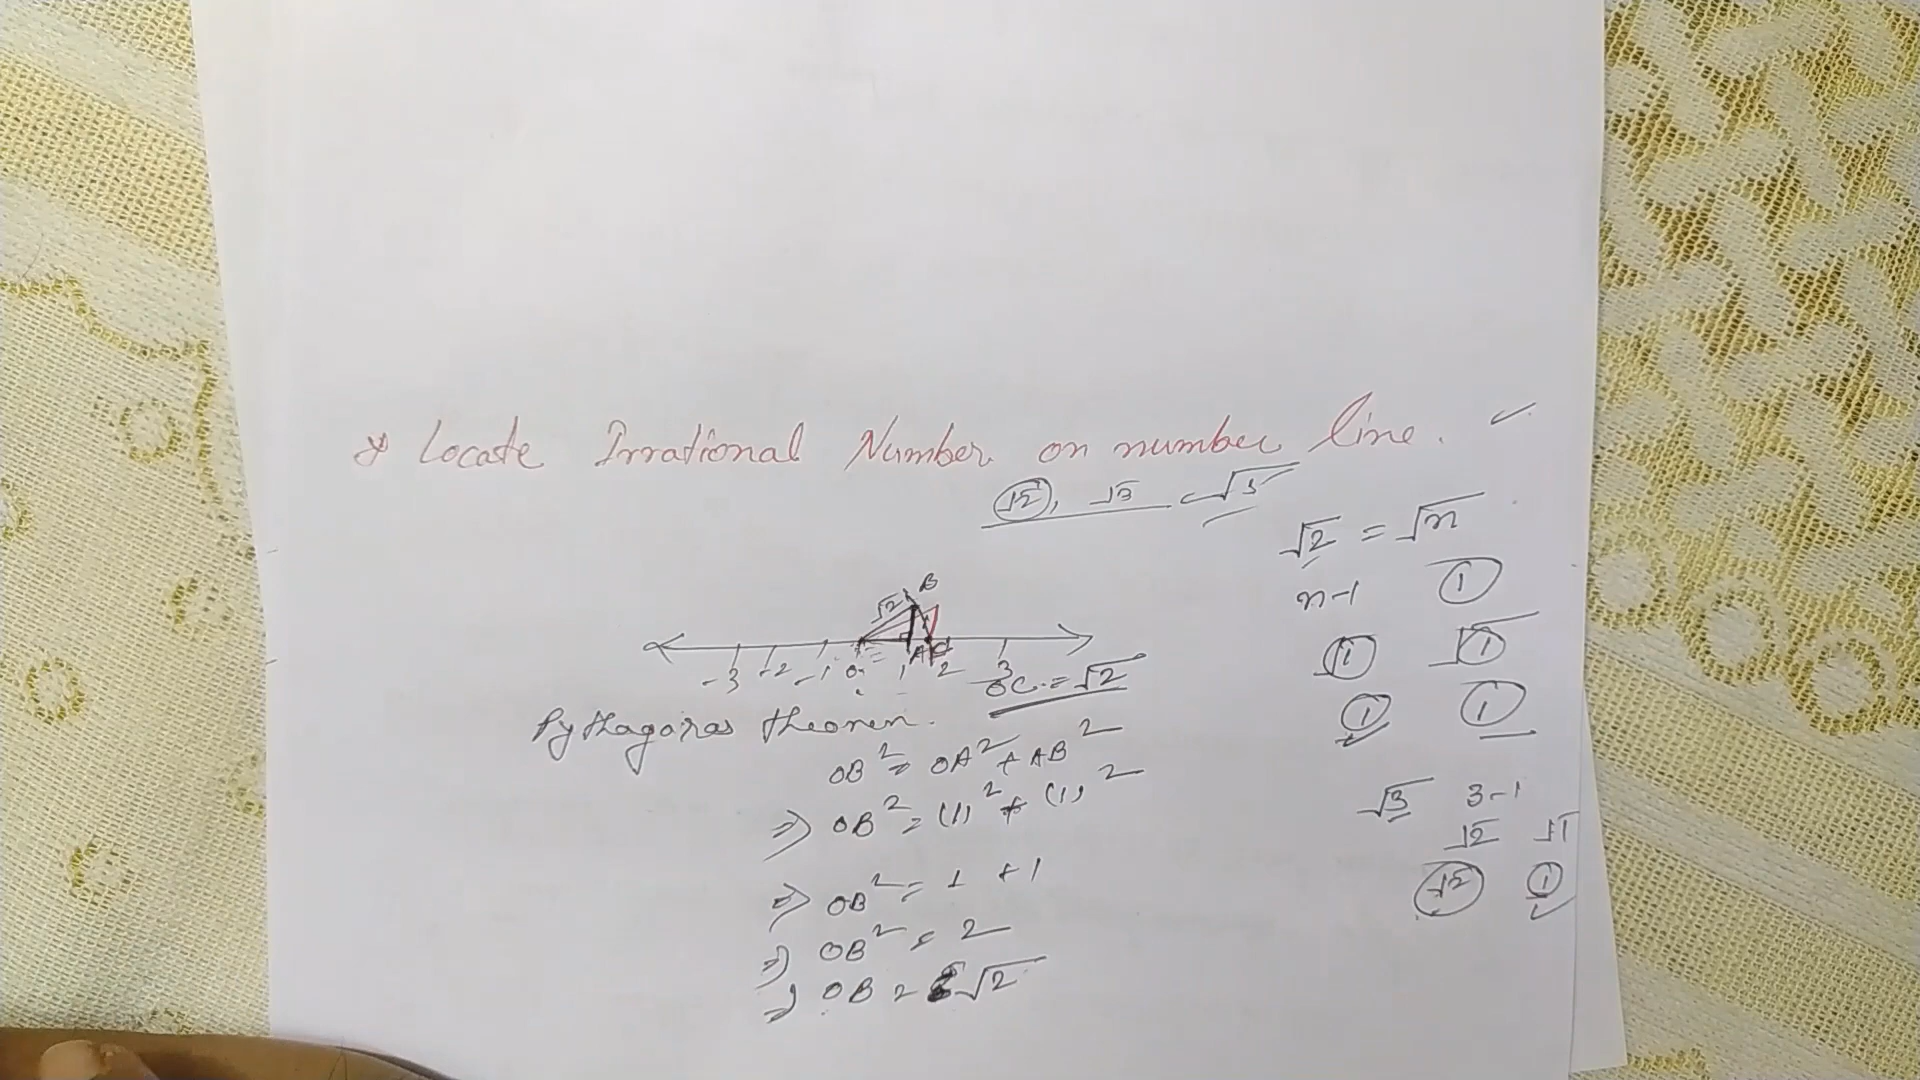 * Locate Irrational Number on number line. ✓
√2, √3 √5
√2 = √n
n-1 1
√1 √1
1 1
√3 3-1
√2 √1
√2 1
B
√2
A C
-3 -2 -1 0 1 2 3
OC = √2
Pythagoras theorem.
OB² = OA² + AB²
⇒ OB² = (1)² + (1)²
⇒ OB² = 1 + 1
⇒ OB² = 2
⇒ OB = √2